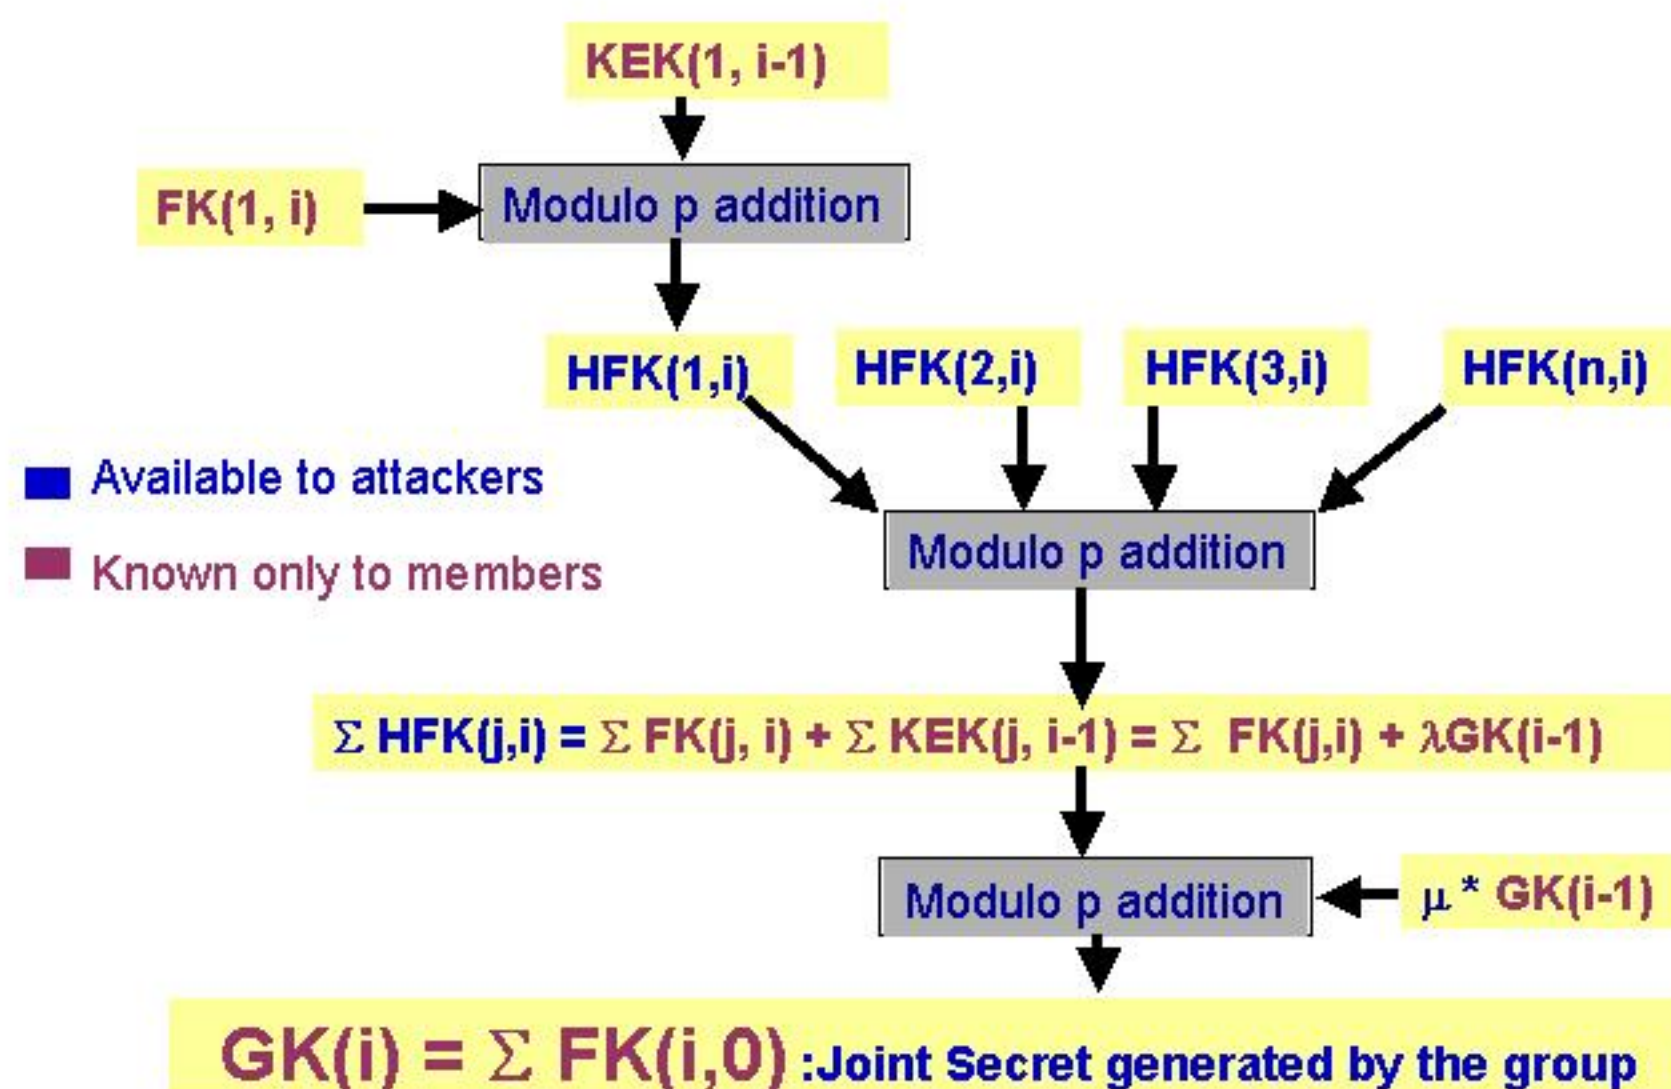 KEK(1, i-1)
FK(1, i)
Modulo p addition
HFK(1,i)
HFK(2,i)
HFK(3,i)
HFK(n,i)
Available to attackers
Known only to members
Modulo p addition
Σ HFK(j,i) = Σ FK(j, i) + Σ KEK(j, i-1) = Σ FK(j,i) + λGK(i-1)
Modulo p addition
μ * GK(i-1)
GK(i) = Σ FK(i,0) :Joint Secret generated by the group